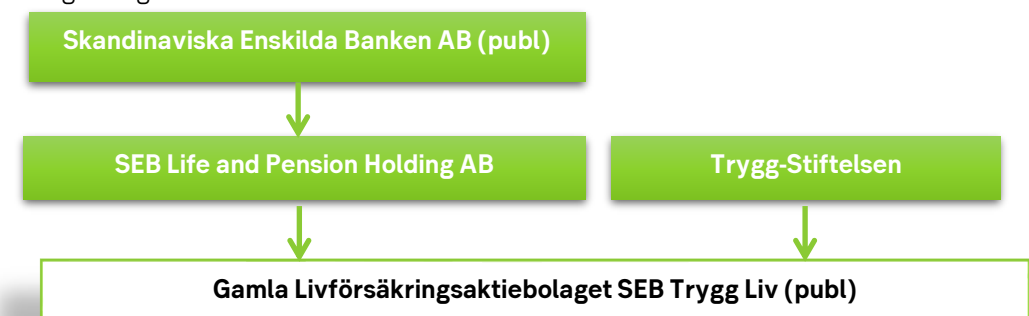 Skandinaviska Enskilda Banken AB (publ)
SEB Life and Pension Holding AB
Trygg-Stiftelsen
Gamla Livförsäkringsaktiebolaget SEB Trygg Liv (publ)